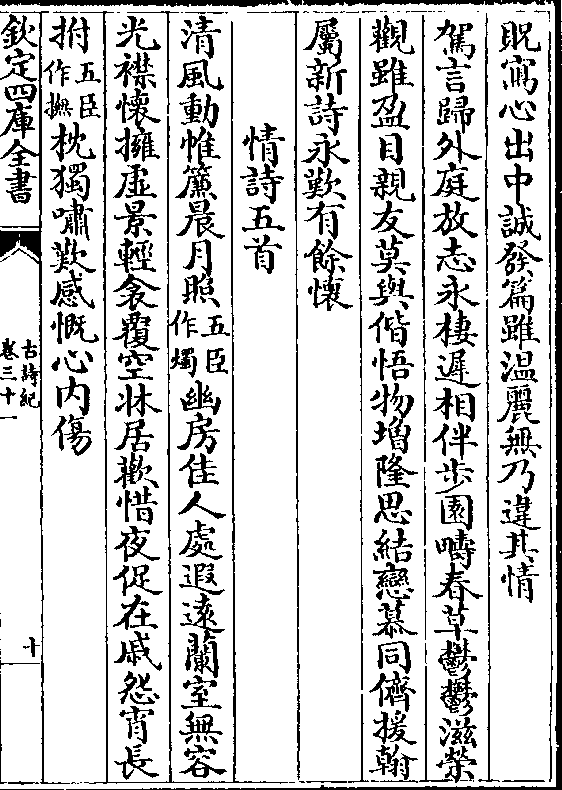 貺寫心出中誠發篇雖温麗無乃違其情
駕言歸外庭放志永棲遲相伴步園疇春草鬱鬱滋榮
觀雖盈目親友莫與偕悟物增隆思結戀慕同儕援翰
屬新詩永歎有餘懷
情詩五首
清風動帷簾晨月照五臣作燭幽房佳人處遐遠蘭室無容
光襟懷擁虛景輕衾覆空牀居歡惜夜促在戚怨宵長
拊五臣作撫枕獨嘯歎感慨心内傷
欽定四庫全書
古詩紀
卷三十一
十